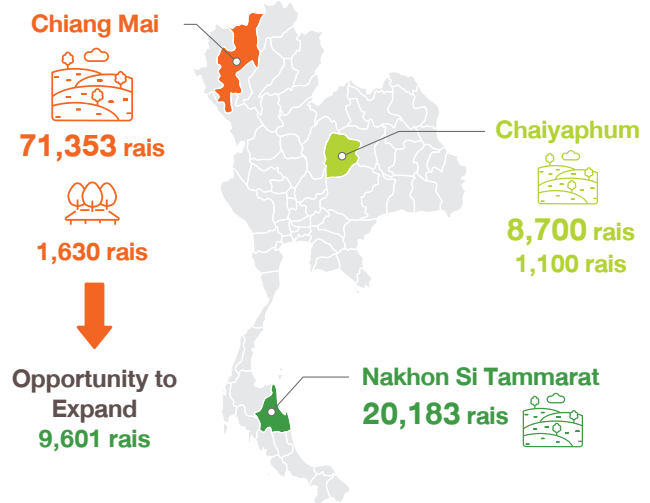 Chiang Mai
71,353 rais
1,630 rais
Opportunity to
Expand
9,601 rais
Chaiyaphum
8,700 rais
1,100 rais
Nakhon Si Tammarat
20,183 rais